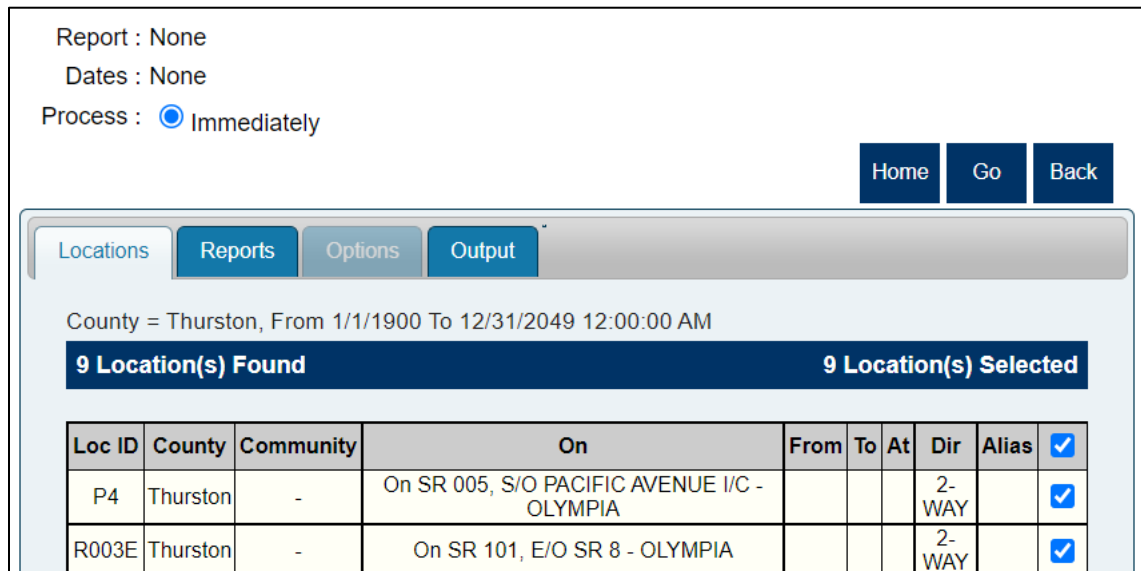 Report : None
Dates : None
Process : Immediately
Home Go Back
Locations Reports Options Output
County = Thurston, From 1/1/1900 To 12/31/2049 12:00:00 AM
9 Location(s) Found 9 Location(s) Selected
Loc ID County Community On From To At Dir Alias
P4 Thurston - On SR 005, S/O PACIFIC AVENUE I/C - 2-
OLYMPIA WAY
R003E Thurston - On SR 101, E/O SR 8 - OLYMPIA 2-
WAY